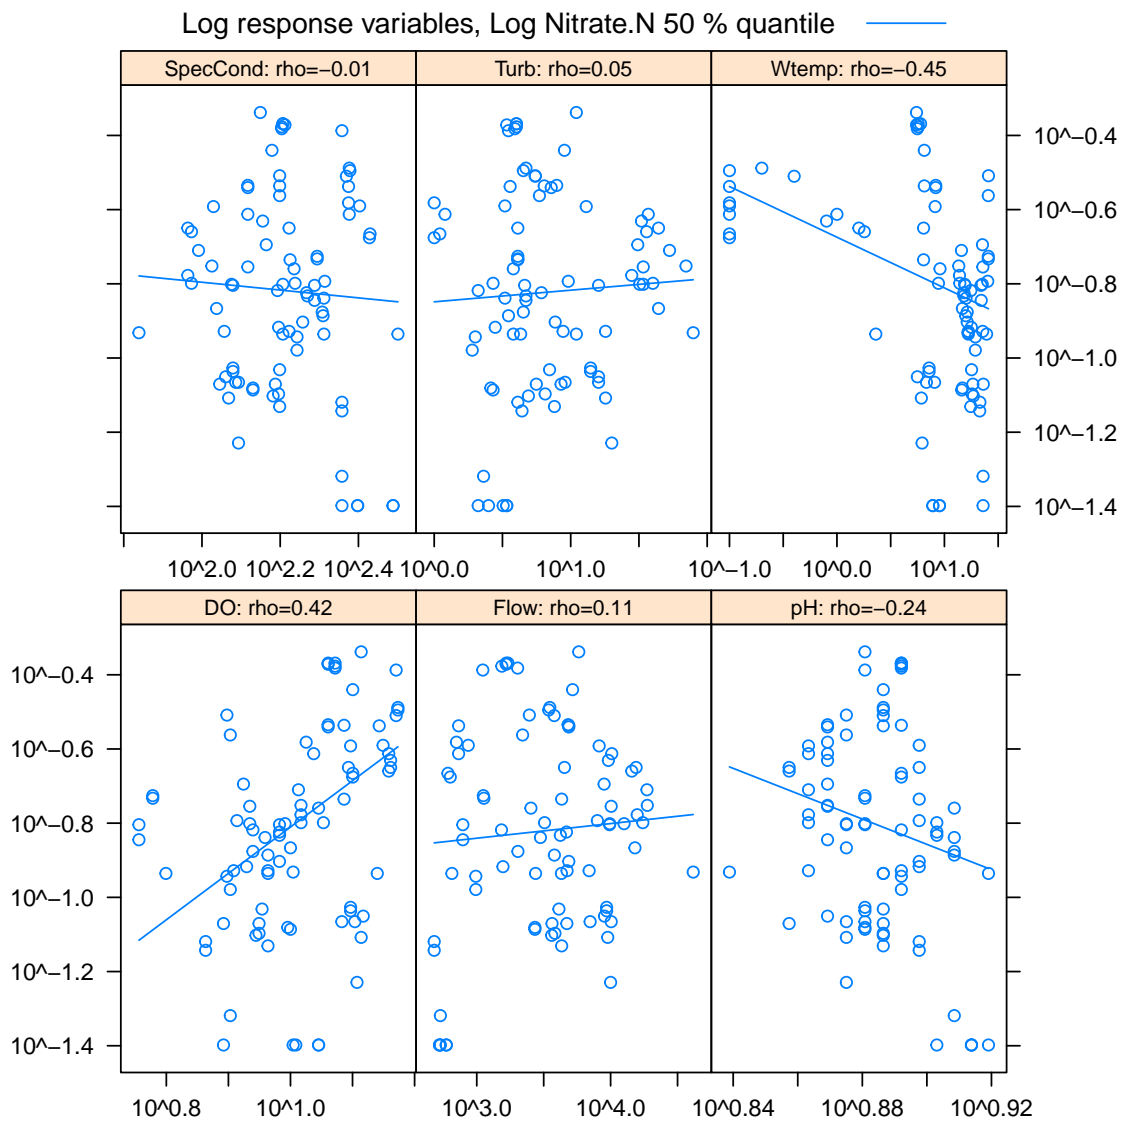 Log response variables, Log Nitrate.N 50 % quantile
SpecCond: rho=−0.01 Turb: rho=0.05 Wtemp: rho=−0.45
10^−0.4
10^−0.6
10^−0.8
10^−1.0
10^−1.2
10^−1.4
10^2.0 10^2.2 10^2.4 10^0.0 10^1.0 10^−1.0 10^0.0 10^1.0
DO: rho=0.42 Flow: rho=0.11 pH: rho=−0.24
10^−0.4
10^−0.6
10^−0.8
10^−1.0
10^−1.2
10^−1.4
10^0.8 10^1.0 10^3.0 10^4.0 10^0.84 10^0.88 10^0.92